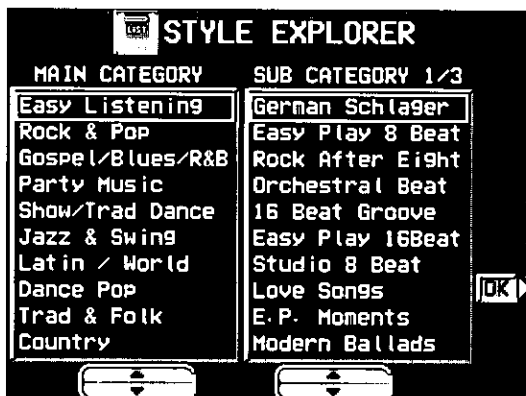 LIST
STYLE EXPLORER
MAIN CATEGORY
Easy Listening
Rock & Pop
Gospel/Blues/R&B
Party Music
Show/Trad Dance
Jazz & Swing
Latin / World
Dance Pop
Trad & Folk
Country
SUB CATEGORY 1/3
German Schlager
Easy Play 8 Beat
Rock After Eight
Orchestral Beat
16 Beat Groove
Easy Play 16Beat
Studio 8 Beat
Love Songs
E.P. Moments
Modern Ballads
OK